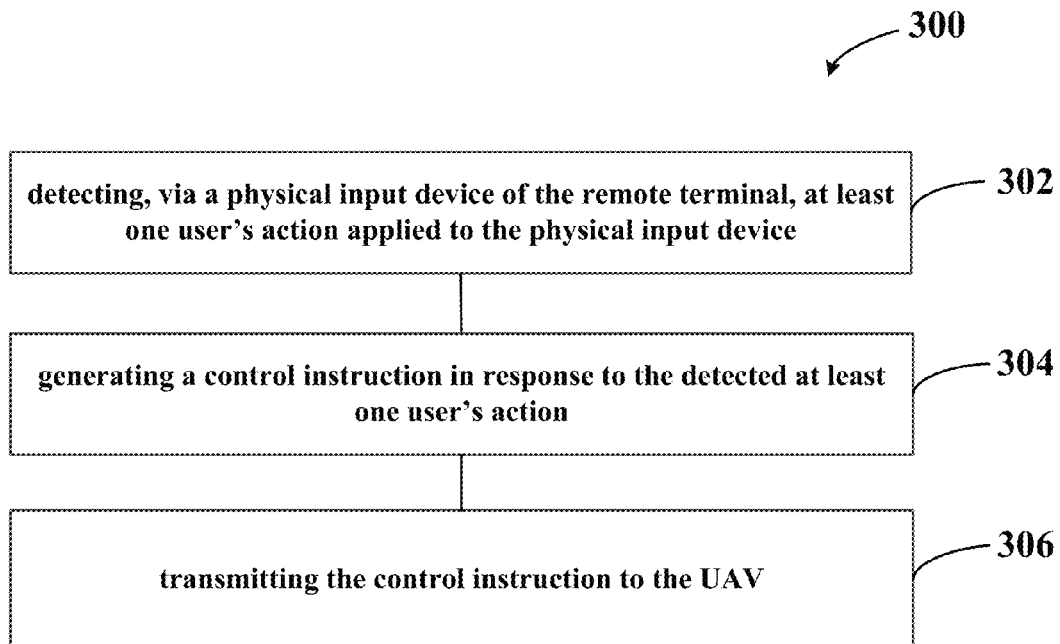 300
detecting, via a physical input device of the remote terminal, at least
one user's action applied to the physical input device
302
generating a control instruction in response to the detected at least
one user's action
304
transmitting the control instruction to the UAV
306